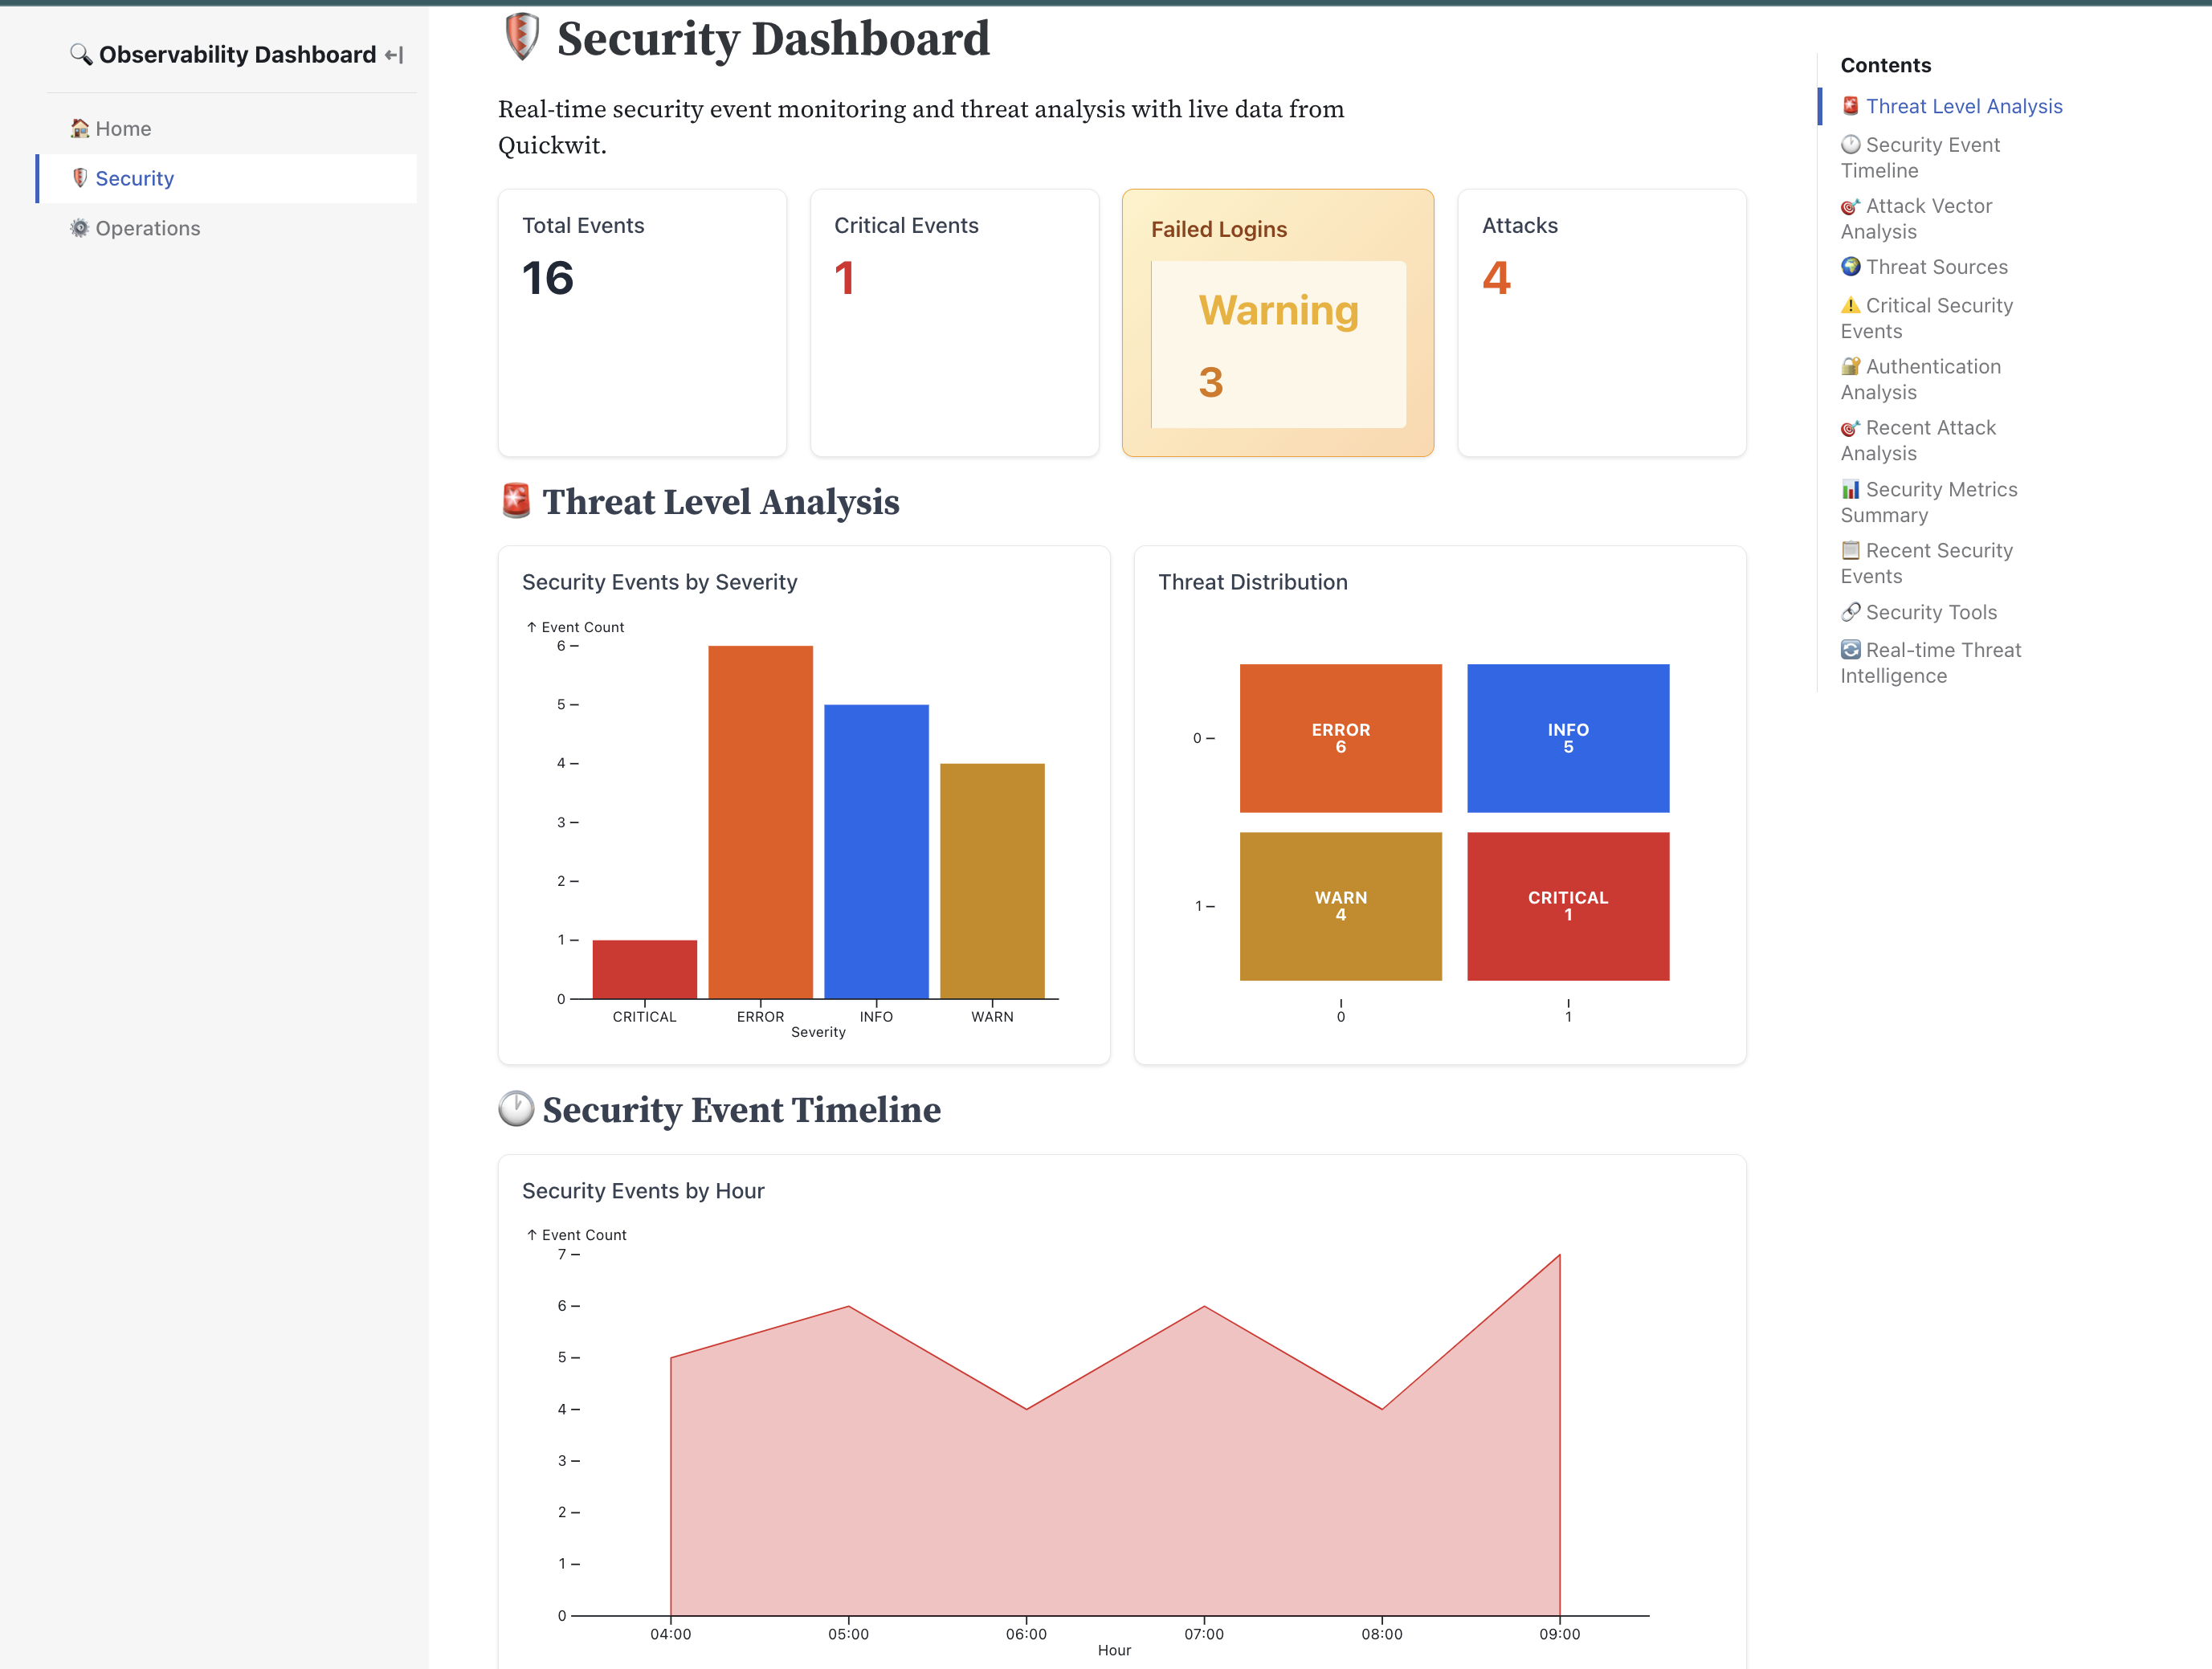 🔍 Observability Dashboard
🏠 Home
🛡️ Security
⚙️ Operations
🛡️ Security Dashboard
Real-time security event monitoring and threat analysis with live data from
Quickwit.
Total Events
16
Critical Events
1
Failed Logins
Warning
3
Attacks
4
🚨 Threat Level Analysis
Security Events by Severity
↑ Event Count
6
5
4
3
2
1
0
CRITICAL ERROR INFO WARN
Severity
Threat Distribution
0
1
ERROR
6
INFO
5
WARN
4
CRITICAL
1
0 1
🕐 Security Event Timeline
Security Events by Hour
↑ Event Count
7
6
5
4
3
2
1
0
04:00 05:00 06:00 07:00 08:00 09:00
Hour
Contents
🚨 Threat Level Analysis
🕐 Security Event
Timeline
🎯 Attack Vector
Analysis
🌍 Threat Sources
⚠️ Critical Security
Events
🔐 Authentication
Analysis
🎯 Recent Attack
Analysis
📊 Security Metrics
Summary
📋 Recent Security
Events
🔗 Security Tools
🔄 Real-time Threat
Intelligence